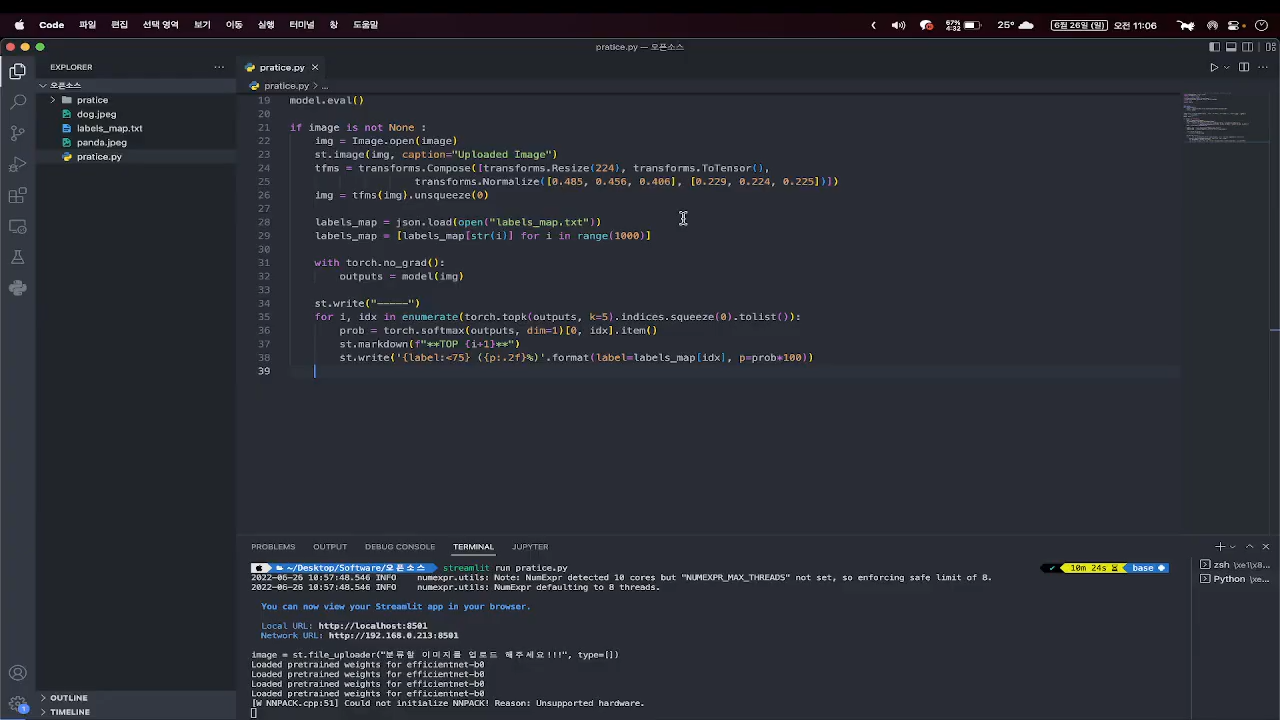 Code 파일 편집 선택 영역 보기 이동 실행 터미널 창 도움말 67% 4:32 25° 6월 26일 (일) 오전 11:06
pratice.py — 오픈소스
EXPLORER
오픈소스
pratice
dog.jpeg
labels_map.txt
panda.jpeg
pratice.py
OUTLINE
TIMELINE
pratice.py
pratice.py > ...
19 model.eval()
20
21 if image is not None :
22 img = Image.open(image)
23 st.image(img, caption="Uploaded Image")
24 tfms = transforms.Compose([transforms.Resize(224), transforms.ToTensor(),
25 transforms.Normalize([0.485, 0.456, 0.406], [0.229, 0.224, 0.225])])
26 img = tfms(img).unsqueeze(0)
27
28 labels_map = json.load(open("labels_map.txt"))
29 labels_map = [labels_map[str(i)] for i in range(1000)]
30
31 with torch.no_grad():
32 outputs = model(img)
33
34 st.write("-----")
35 for i, idx in enumerate(torch.topk(outputs, k=5).indices.squeeze(0).tolist()):
36 prob = torch.softmax(outputs, dim=1)[0, idx].item()
37 st.markdown(f"**TOP {i+1}**")
38 st.write('{label:<75} ({p:.2f}%)'.format(label=labels_map[idx], p=prob*100))
39
PROBLEMS OUTPUT DEBUG CONSOLE TERMINAL JUPYTER
~/Desktop/Software/오픈소스 streamlit run pratice.py 10m 24s base
2022-06-26 10:57:48.546 INFO numexpr.utils: Note: NumExpr detected 10 cores but "NUMEXPR_MAX_THREADS" not set, so enforcing safe limit of 8.
2022-06-26 10:57:48.546 INFO numexpr.utils: NumExpr defaulting to 8 threads.
You can now view your Streamlit app in your browser.
Local URL: http://localhost:8501
Network URL: http://192.168.0.213:8501
image = st.file_uploader("분류할 이미지를 업로드 해주세요!!!", type=[])
Loaded pretrained weights for efficientnet-b0
Loaded pretrained weights for efficientnet-b0
Loaded pretrained weights for efficientnet-b0
Loaded pretrained weights for efficientnet-b0
[W NNPACK.cpp:51] Could not initialize NNPACK! Reason: Unsupported hardware.
zsh \xe1\x8...
Python \xe...
1